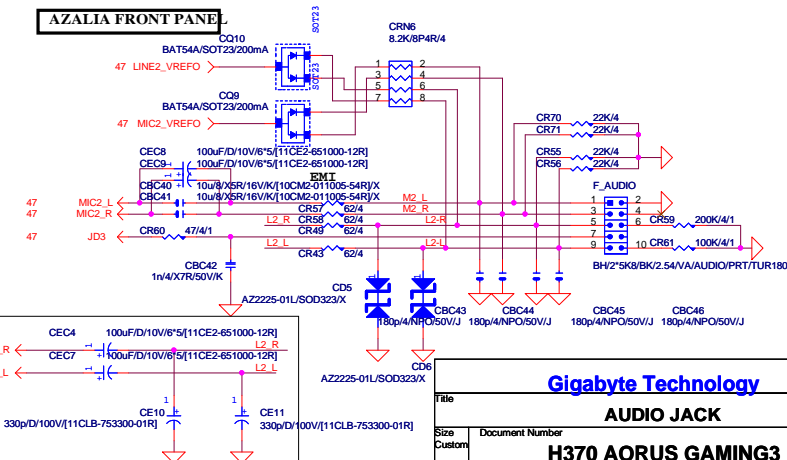 AZALIA FRONT PANEL
SOT23
CQ10
BAT54A/SOT23/200mA
47 LINE2_VREFO
SOT23
CQ9
BAT54A/SOT23/200mA
47 MIC2_VREFO
CRN6
8.2K/8P4R/4
1 2
3 4
5 6
7 8
CEC8 100uF/D/10V/6*5/[11CE2-651000-12R]
CEC9 100uF/D/10V/6*5/[11CE2-651000-12R]
EMI
CBC40 10u/8/X5R/16V/K/[10CM2-011005-54R]/X
CBC41 10u/8/X5R/16V/K/[10CM2-011005-54R]/X
47 MIC2_L
47 MIC2_R
47 JD3
CR60 47/4/1
CBC42
1n/4/X7R/50V/K
CR57 62/4
CR58 62/4
CR49 62/4
CR43 62/4
L2_R
L2_L
M2_L
M2_R
L2-R
L2-L
CR70 22K/4
CR71 22K/4
CR55 22K/4
CR56 22K/4
F_AUDIO
1 2
3 4
5 6
7
9 10
CR59 200K/4/1
CR61 100K/4/1
BH/2*5K8/BK/2.54/VA/AUDIO/PRT/TUR180
CD5
AZ2225-01L/SOD323/X
CD6
AZ2225-01L/SOD323/X
CBC43 CBC44 CBC45 CBC46
180p/4/NPO/50V/J 180p/4/NPO/50V/J 180p/4/NPO/50V/J 180p/4/NPO/50V/J
CEC4 100uF/D/10V/6*5/[11CE2-651000-12R]
CEC7 100uF/D/10V/6*5/[11CE2-651000-12R]
_R L2_R
_L L2_L
1 1
CE10 CE11
330p/D/100V/[11CLB-753300-01R] 330p/D/100V/[11CLB-753300-01R]
Gigabyte Technology
Title
AUDIO JACK
Size Document Number
Custom
H370 AORUS GAMING3